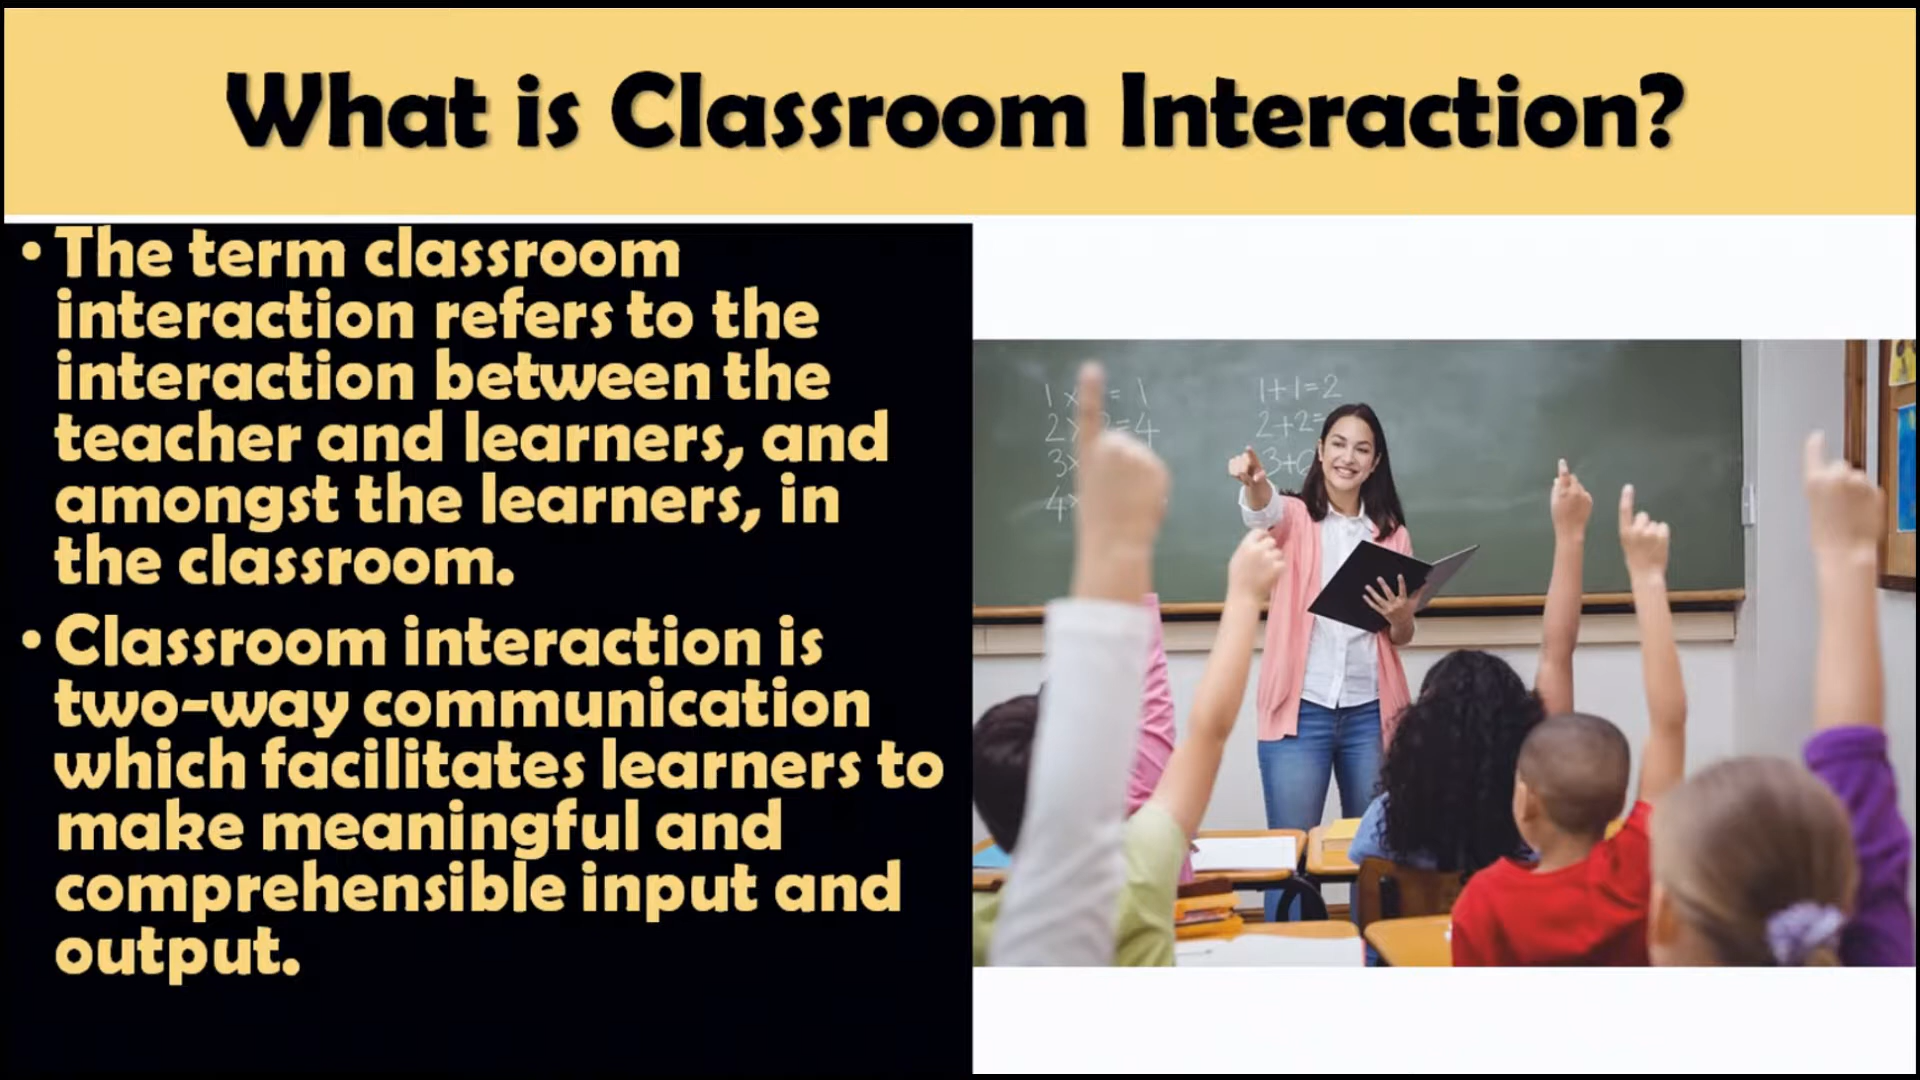 What is Classroom Interaction?
• The term classroom
interaction refers to the
interaction between the
teacher and learners, and
amongst the learners, in
the classroom.
• Classroom interaction is
two-way communication
which facilitates learners to
make meaningful and
comprehensible input and
output.
1+1=2
2+2=